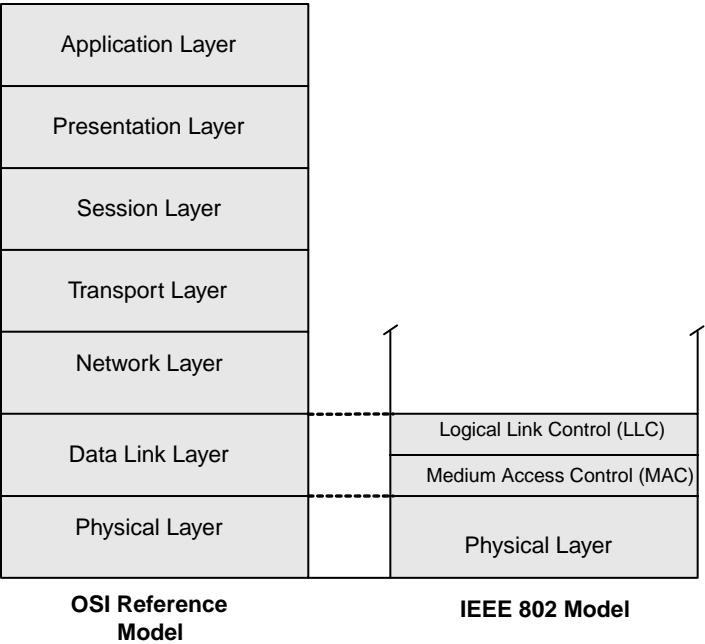 Application Layer
Presentation Layer
Session Layer
Transport Layer
Network Layer
Data Link Layer
Physical Layer
OSI Reference
Model
Logical Link Control (LLC)
Medium Access Control (MAC)
Physical Layer
IEEE 802 Model